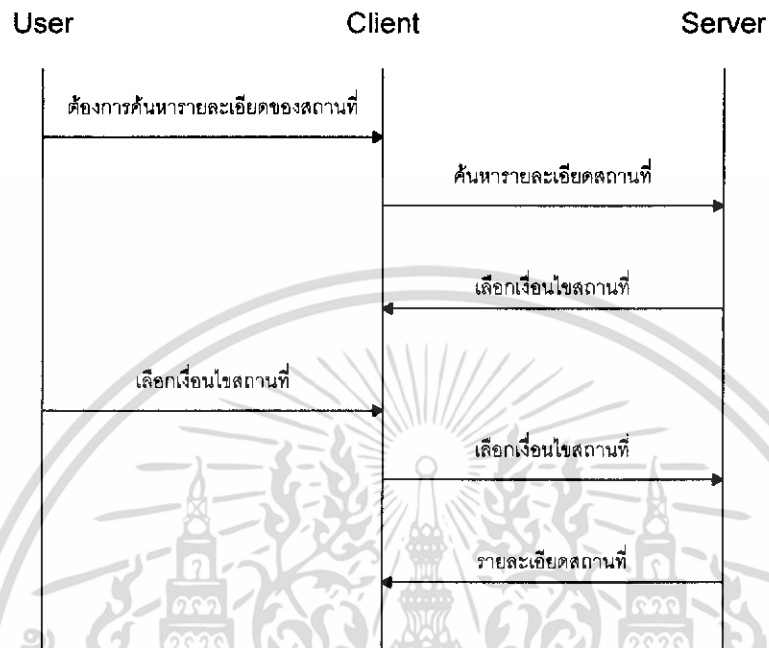 User Client Server
ต้องการค้นหารายละเอียดของสถานที่
ค้นหารายละเอียดสถานที่
เลือกเงื่อนไขสถานที่
เลือกเงื่อนไขสถานที่
เลือกเงื่อนไขสถานที่
รายละเอียดสถานที่